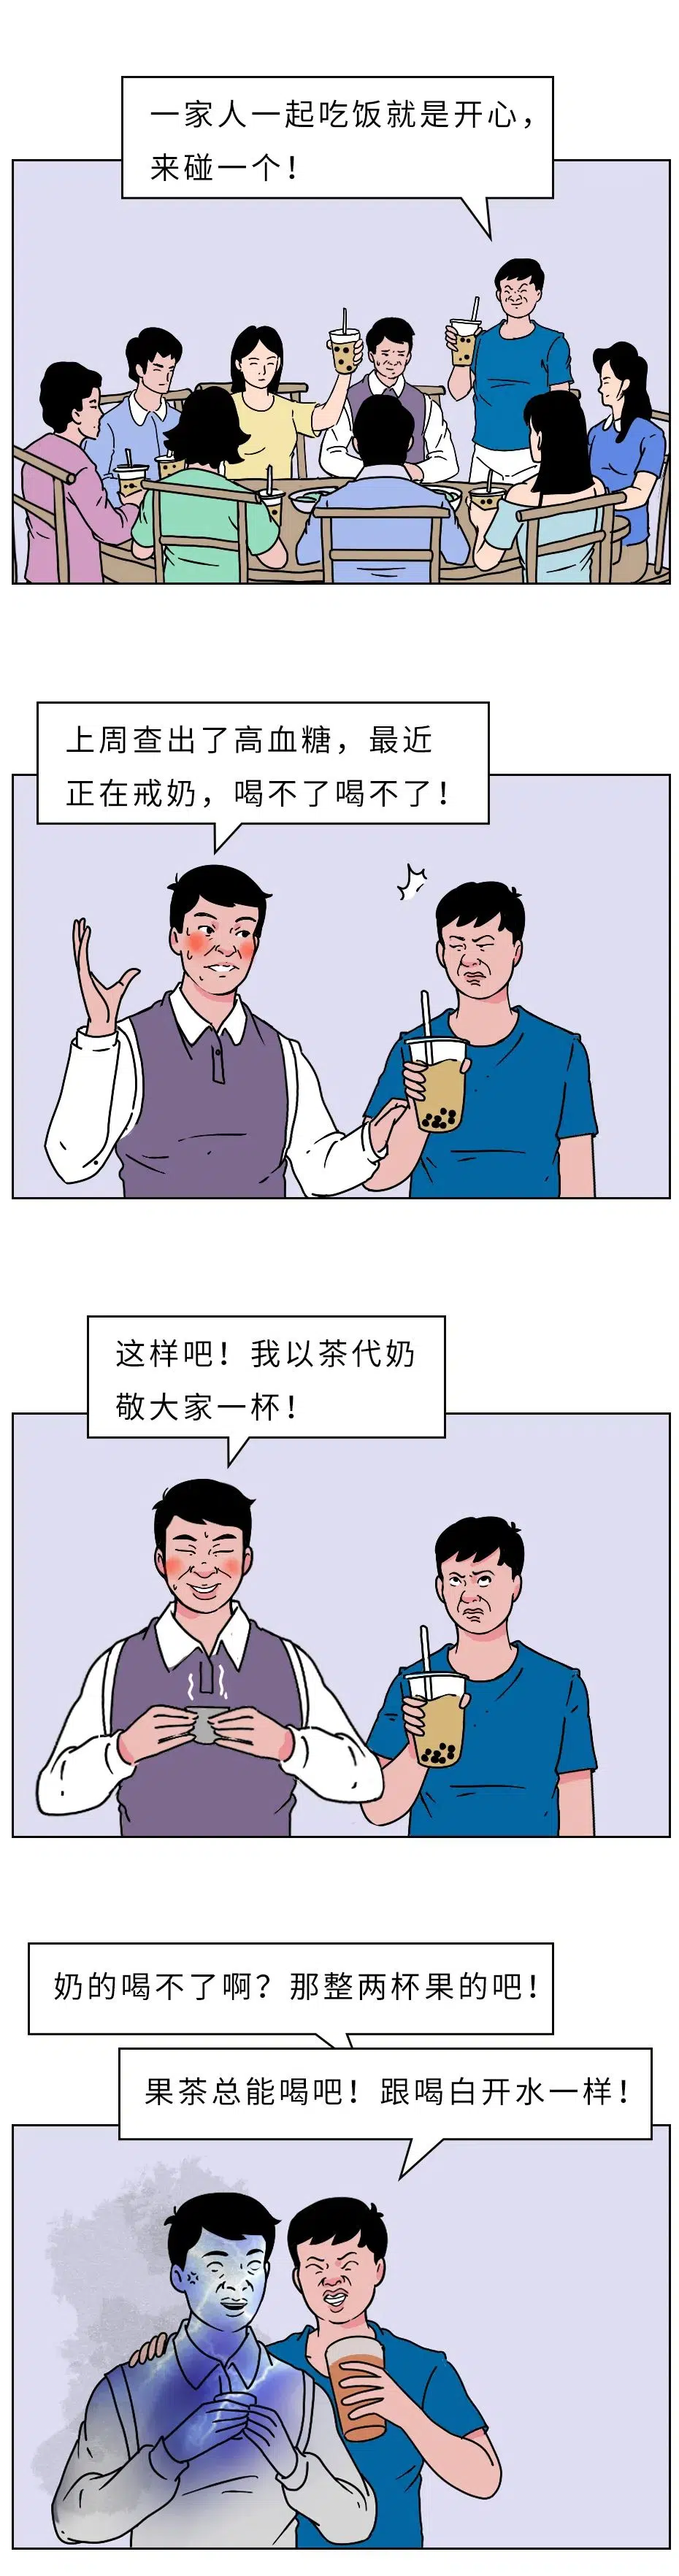 一家人一起吃饭就是开心，
来碰一个！
上周查出了高血糖，最近
正在戒奶，喝不了喝不了！
这样吧！我以茶代奶
敬大家一杯！
奶的喝不了啊？那整两杯果的吧！
果茶总能喝吧！跟喝白开水一样！